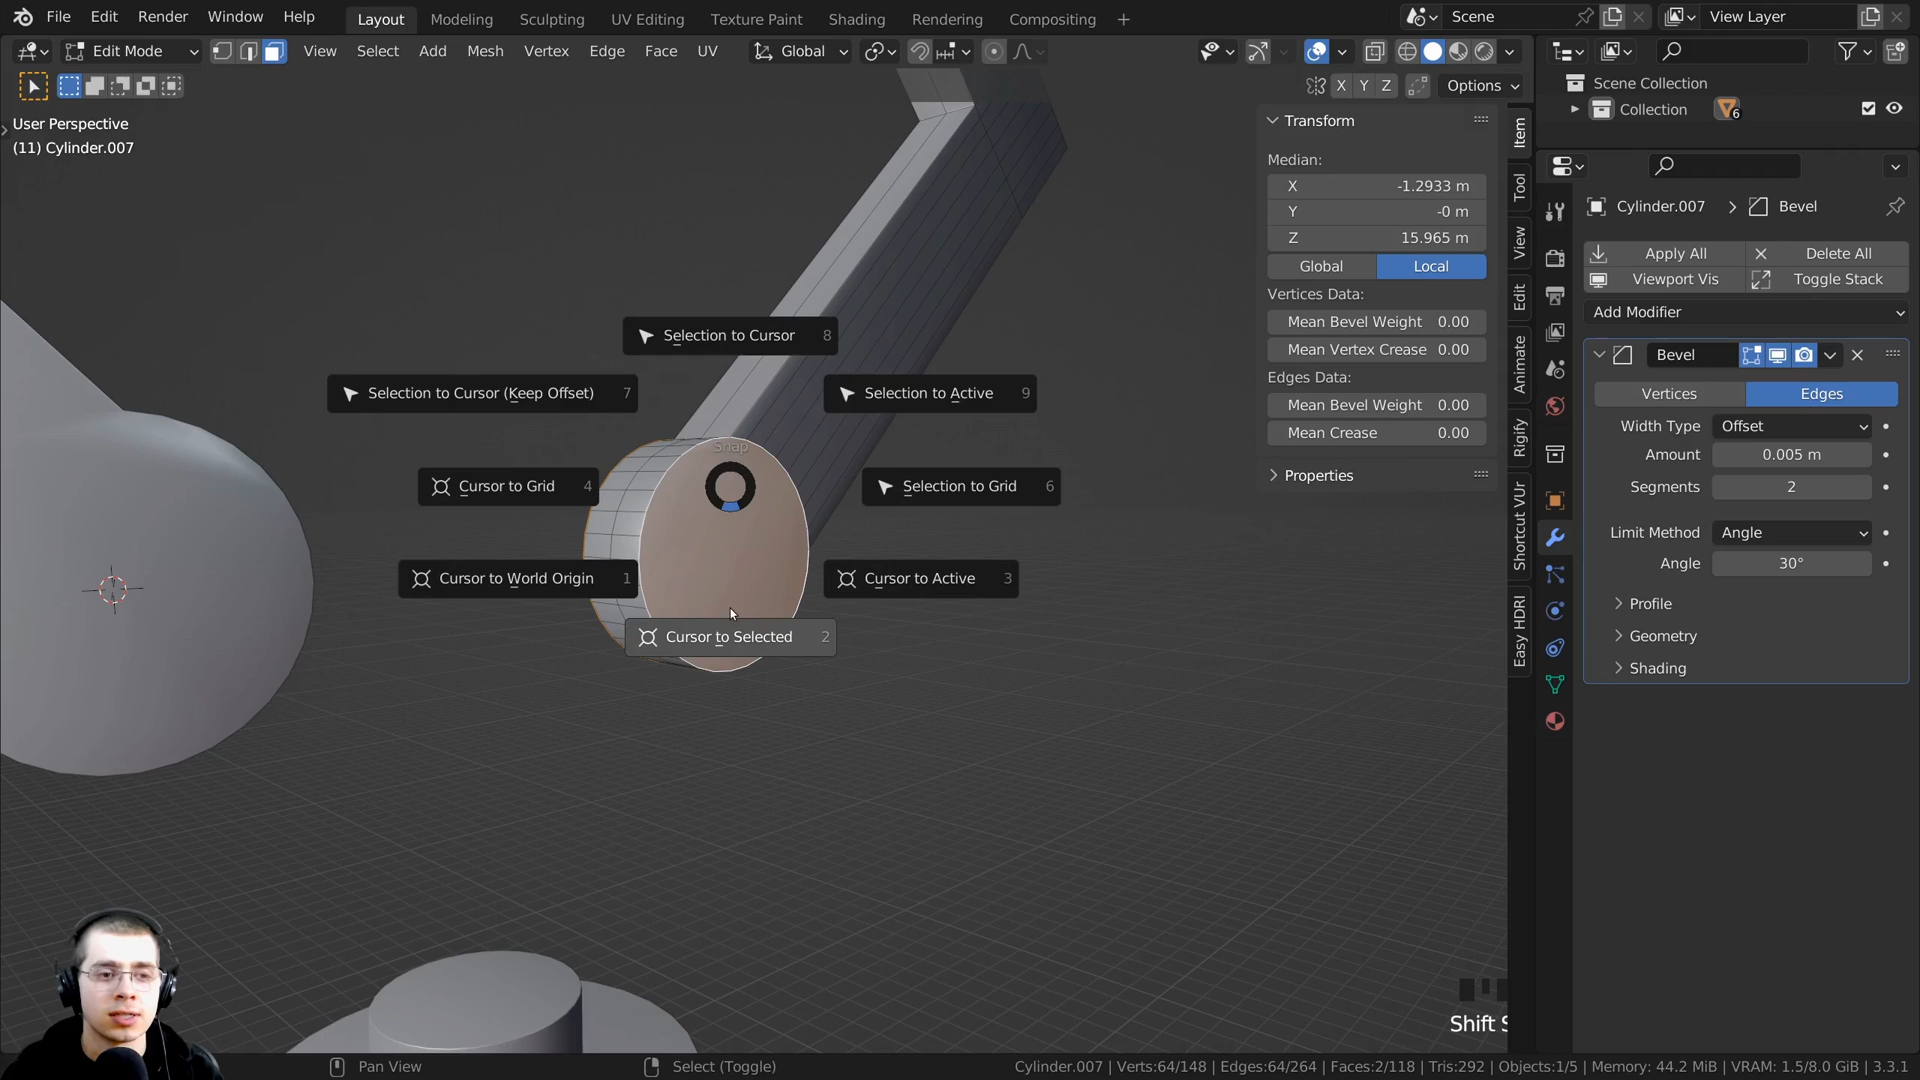 File Edit Render Window Help Layout Modeling Sculpting UV Editing Texture Paint Shading Rendering Compositing + Scene View Layer
Edit Mode View Select Add Mesh Vertex Edge Face UV Global
X Y Z Options
User Perspective
(11) Cylinder.007
Selection to Cursor 8
Selection to Cursor (Keep Offset) 7
Selection to Active 9
Snap
Cursor to Grid 4
Selection to Grid 6
Cursor to World Origin 1
Cursor to Active 3
Cursor to Selected 2
Transform
Median:
X -1.2933 m
Y -0 m
Z 15.965 m
Global Local
Vertices Data:
Mean Bevel Weight 0.00
Mean Vertex Crease 0.00
Edges Data:
Mean Bevel Weight 0.00
Mean Crease 0.00
Properties
Item
Tool
View
Edit
Animate
Rigify
Shortcut VUr
Easy HDRI
Scene Collection
Collection 6
Cylinder.007 Bevel
Apply All Delete All
Viewport Vis Toggle Stack
Add Modifier
Bevel
Vertices Edges
Width Type Offset
Amount 0.005 m
Segments 2
Limit Method Angle
Angle 30°
Profile
Geometry
Shading
Shift S
Pan View Select (Toggle) Cylinder.007 | Verts:64/148 | Edges:64/264 | Faces:2/118 | Tris:292 | Objects:1/5 | Memory: 44.2 MiB | VRAM: 1.5/8.0 GiB | 3.3.1